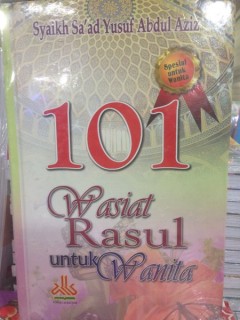 Syaikh Sa'ad Yusuf Abdul Aziz
Spesial
untuk
Wanita
101
Wasiat
Rasul
untuk Wanita